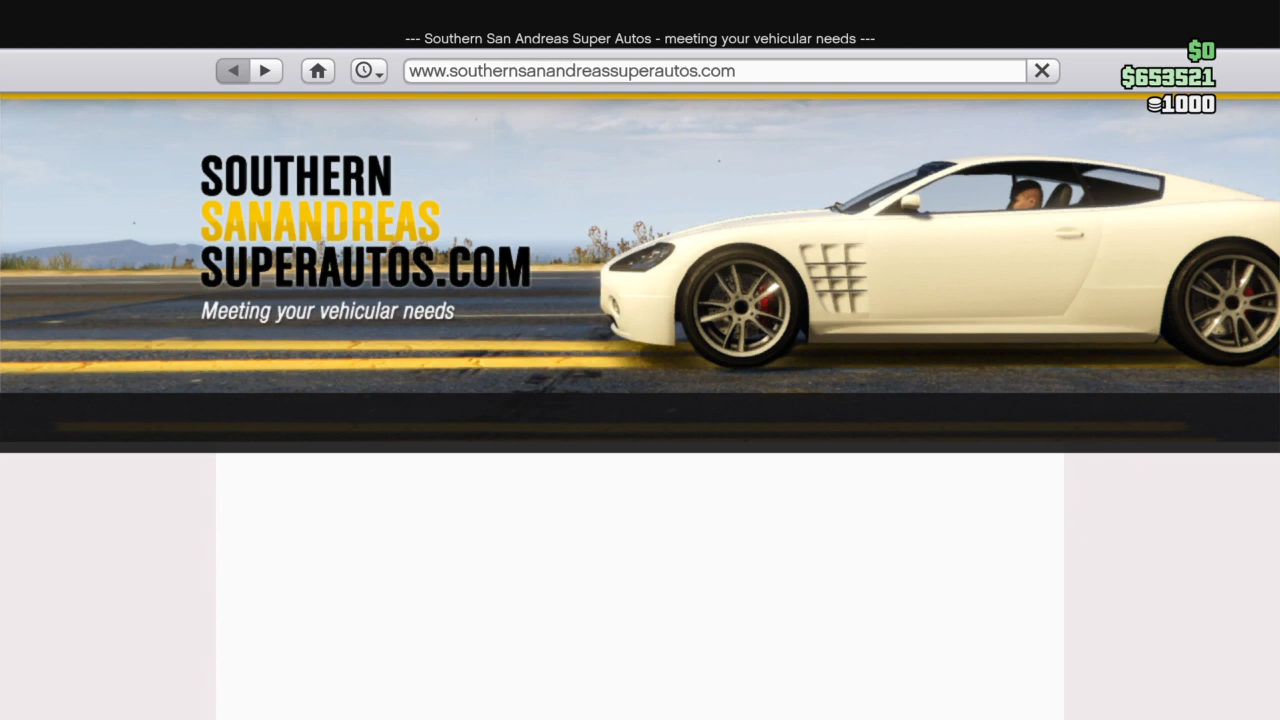 --- Southern San Andreas Super Autos - meeting your vehicular needs ---
www.southernsanandreassuperautos.com
$0
$653521
1000
SOUTHERN
SANANDREAS
SUPERAUTOS.COM
Meeting your vehicular needs